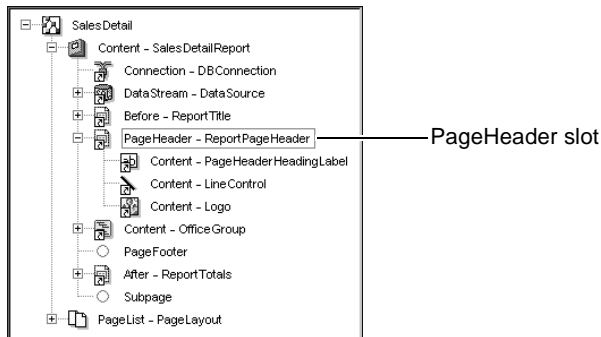 SalesDetail
Content - SalesDetailReport
Connection - DBConnection
DataStream - DataSource
Before - ReportTitle
PageHeader - ReportPageHeader
PageHeader slot
Content - PageHeaderHeadingLabel
Content - LineControl
Content - Logo
Content - OfficeGroup
PageFooter
After - ReportTotals
Subpage
PageList - PageLayout